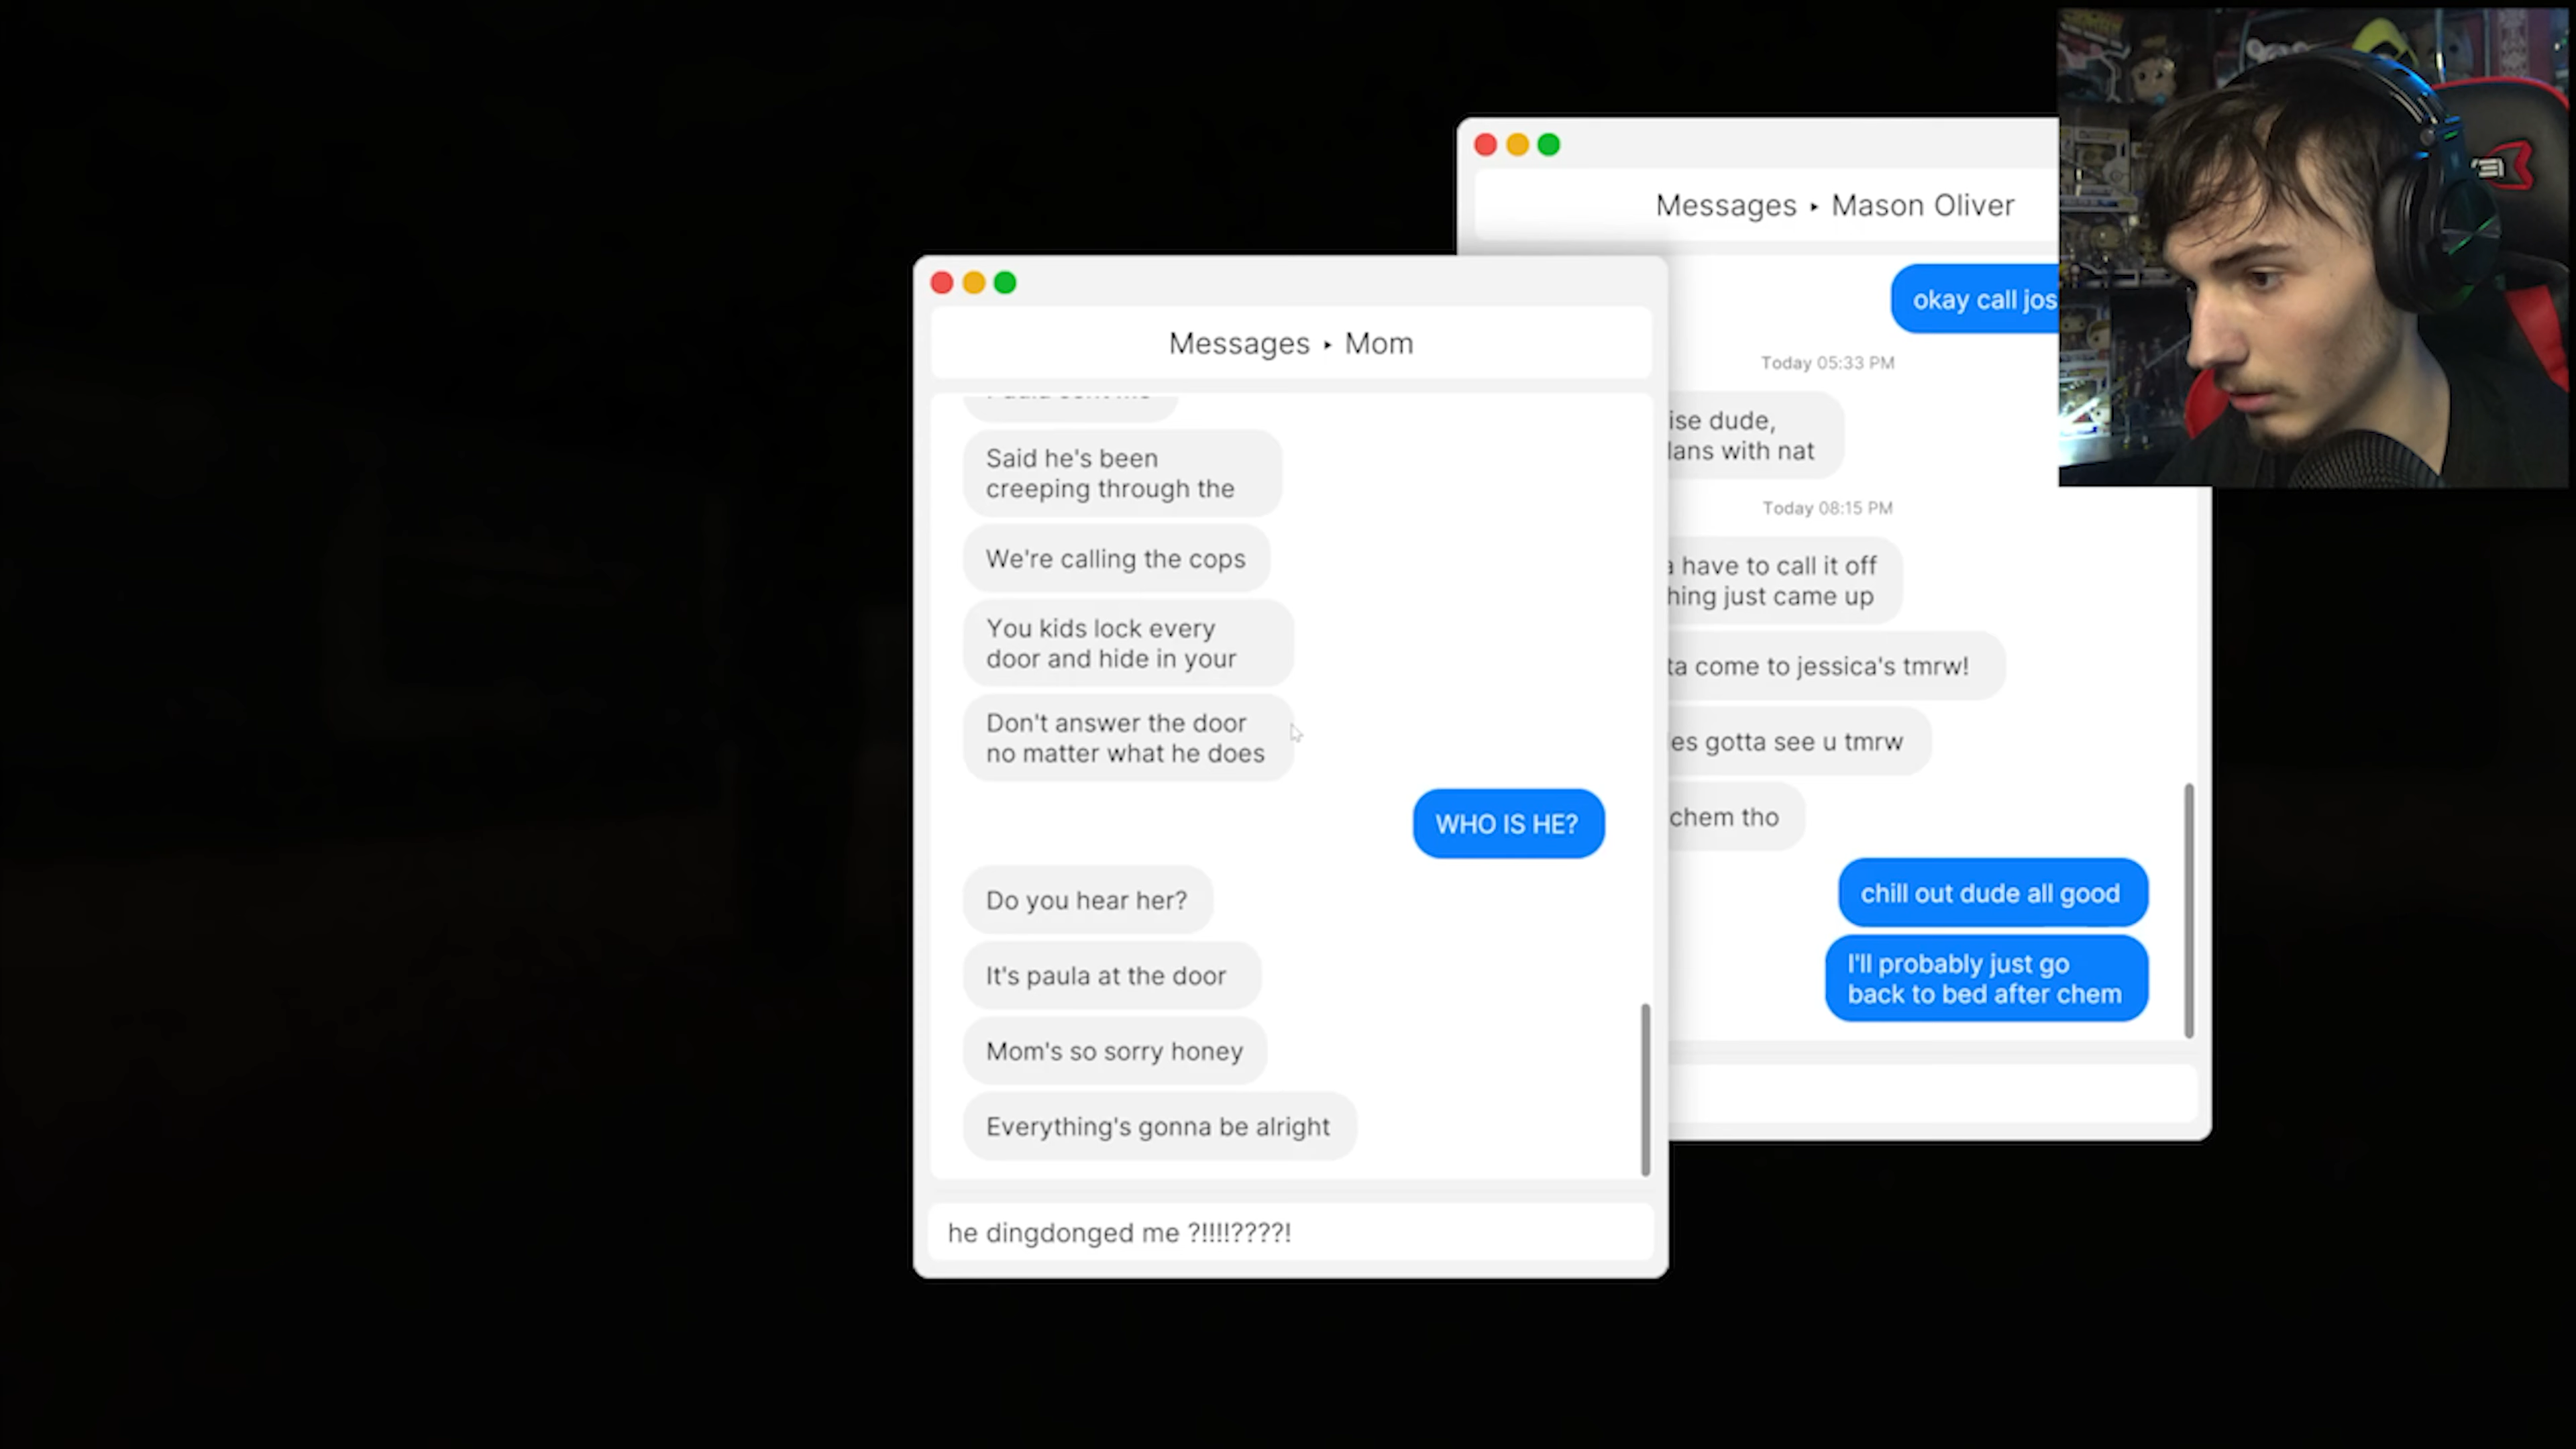 Messages ▸ Mason Oliver
okay call jos
Today 05:33 PM
ise dude,
lans with nat
Today 08:15 PM
have to call it off
hing just came up
ta come to jessica's tmrw!
es gotta see u tmrw
chem tho
chill out dude all good
I'll probably just go
back to bed after chem
Messages ▸ Mom
Said he's been
creeping through the
We're calling the cops
You kids lock every
door and hide in your
Don't answer the door
no matter what he does
WHO IS HE?
Do you hear her?
It's paula at the door
Mom's so sorry honey
Everything's gonna be alright
he dingdonged me ?!!!!????!